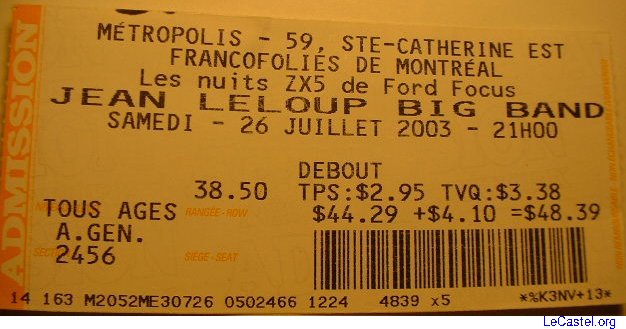 ADMISSION
MÉTROPOLIS - 59, STE-CATHERINE EST
FRANCOFOLIES DE MONTRÉAL
Les nuits ZX5 de Ford Focus
JEAN LELOUP BIG BAND
SAMEDI - 26 JUILLET 2003 - 21H00
DEBOUT
38.50 TPS:$2.95 TVQ:$3.38
TOUS AGES RANGÉE-ROW $44.29 +$4.10 =$48.39
A.GEN.
SECT 2456 SIÈGE-SEAT
14 163 M2052ME30726 0502466 1224 4839 x5 *%K3NV+13*
LeCastel.org